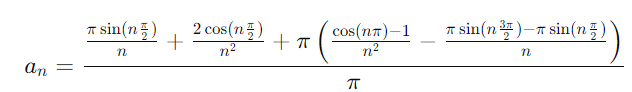 a_n = \frac{\frac{\pi \sin(n\frac{\pi}{2})}{n} + \frac{2\cos(n\frac{\pi}{2})}{n^2} + \pi \left( \frac{\cos(n\pi)-1}{n^2} - \frac{\pi \sin(n\frac{3\pi}{2})-\pi \sin(n\frac{\pi}{2})}{n} \right)}{\pi}